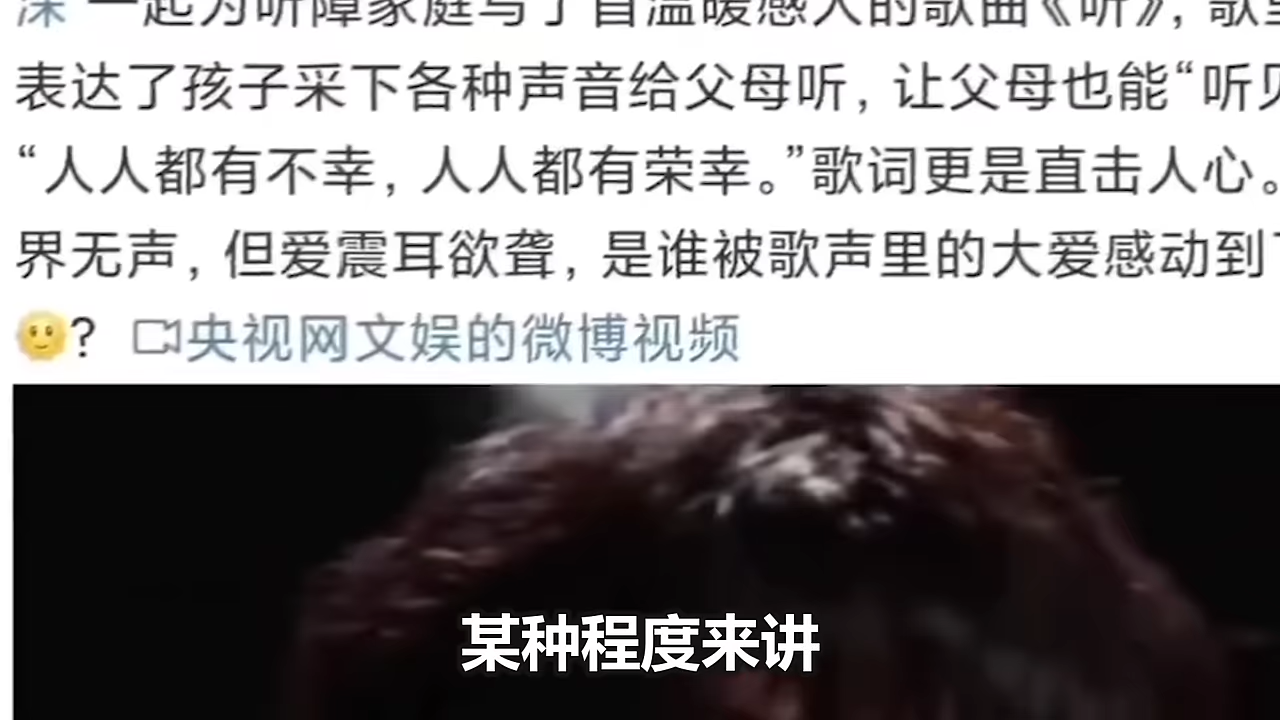 深 一起为听障家庭写了首温暖感人的歌曲《听》，歌里
表达了孩子采下各种声音给父母听，让父母也能“听见
“人人都有不幸，人人都有荣幸。”歌词更是直击人心。
界无声，但爱震耳欲聋，是谁被歌声里的大爱感动到了
？ 央视网文娱的微博视频
某种程度来讲